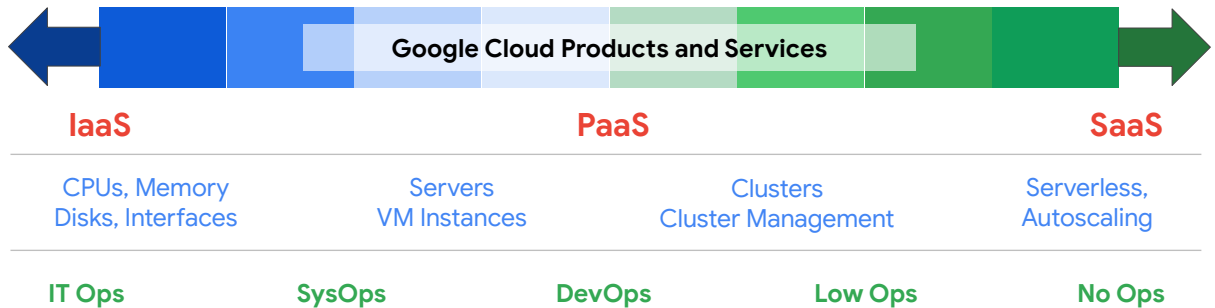 Google Cloud Products and Services
IaaS PaaS SaaS
CPUs, Memory Servers Clusters Serverless,
Disks, Interfaces VM Instances Cluster Management Autoscaling
IT Ops SysOps DevOps Low Ops No Ops